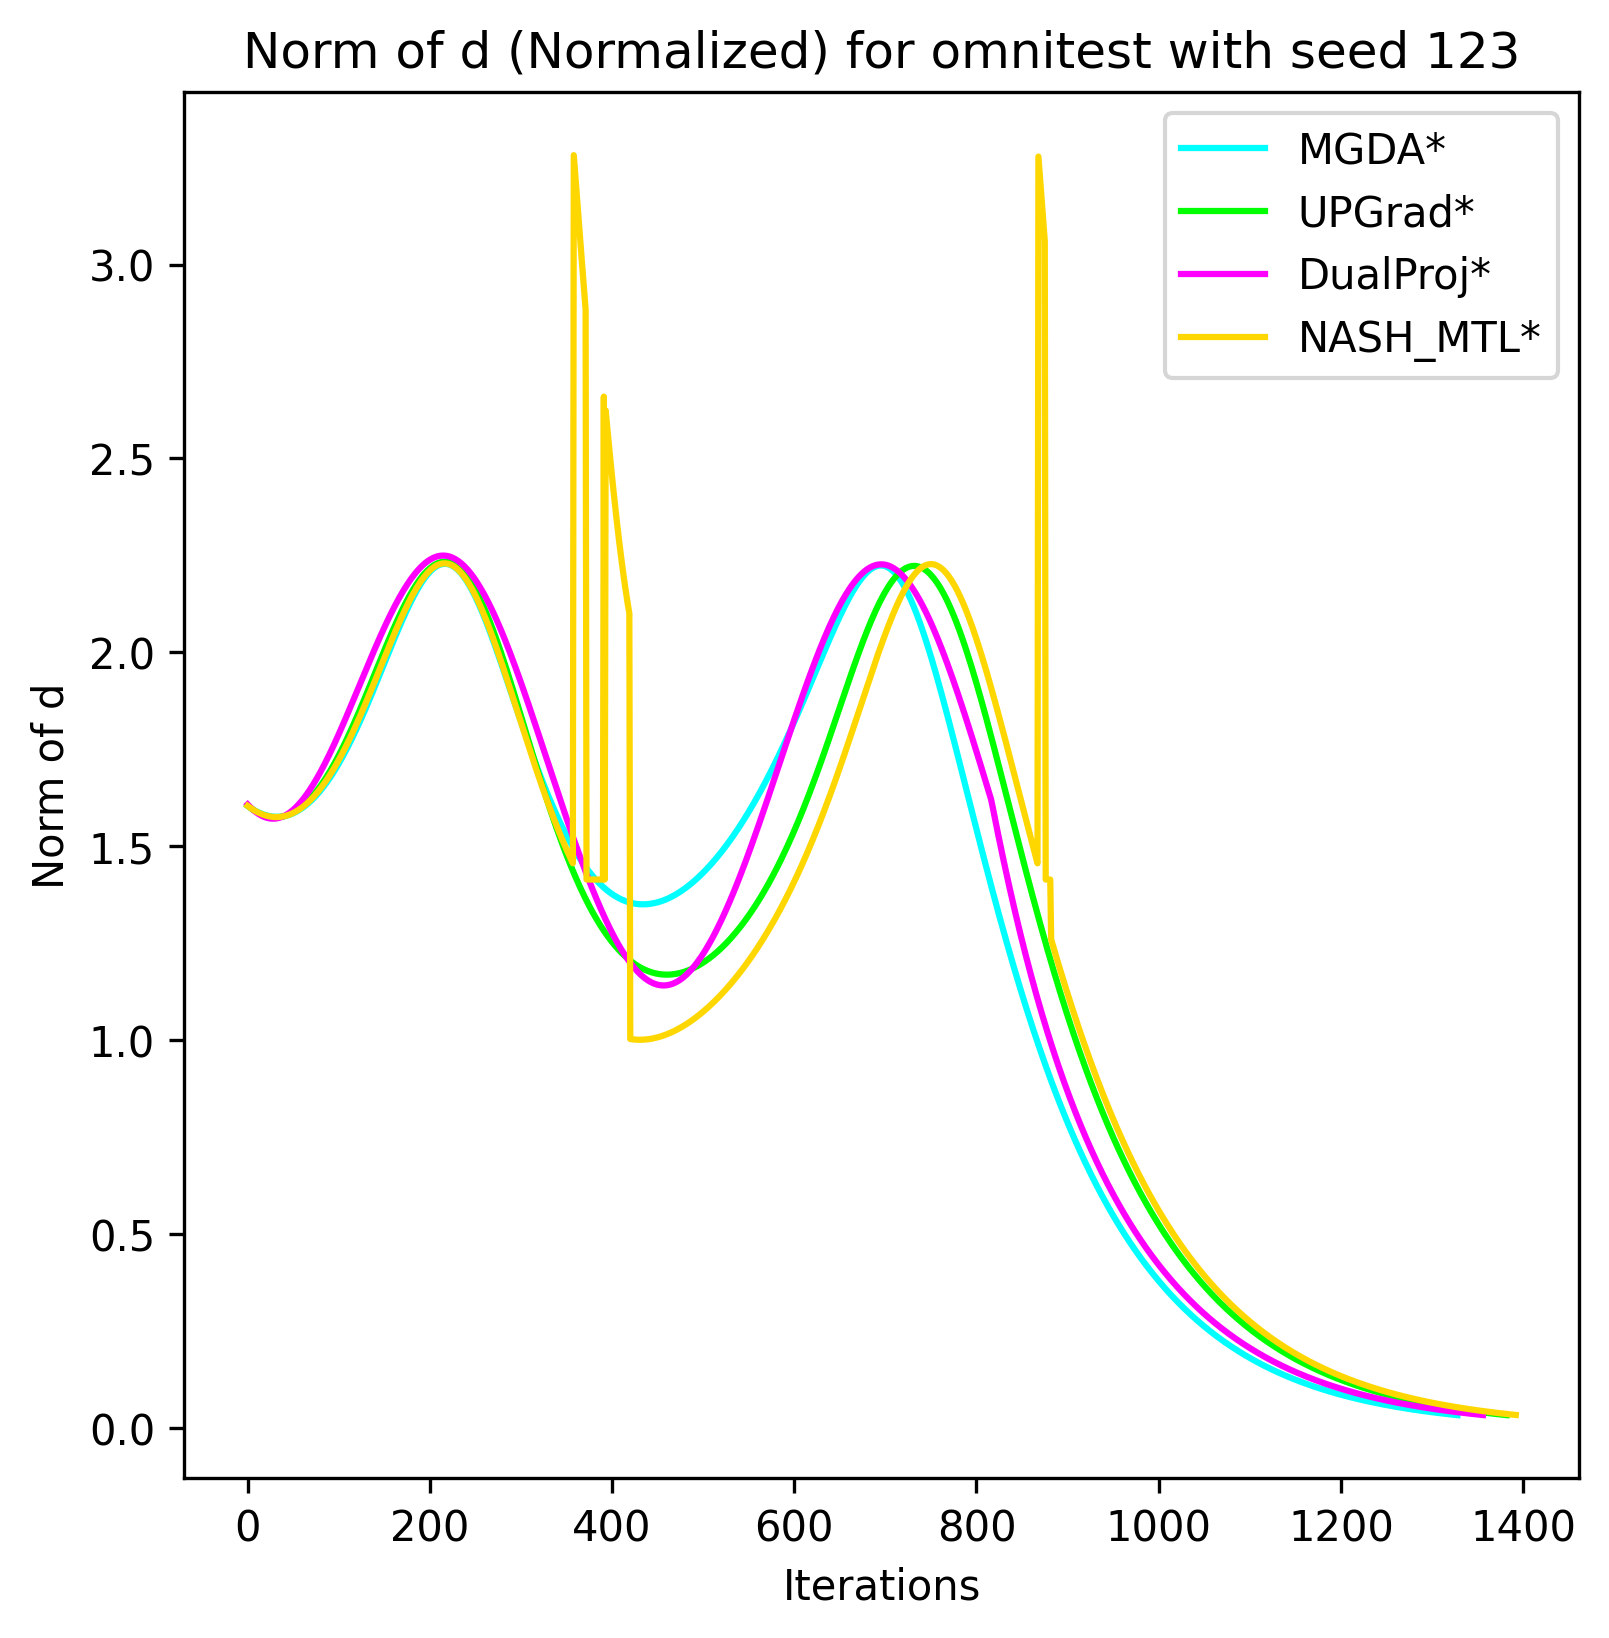 Norm of d (Normalized) for omnitest with seed 123
MGDA*
UPGrad*
DualProj*
NASH_MTL*
Norm of d
3.0
2.5
2.0
1.5
1.0
0.5
0.0
0 200 400 600 800 1000 1200 1400
Iterations